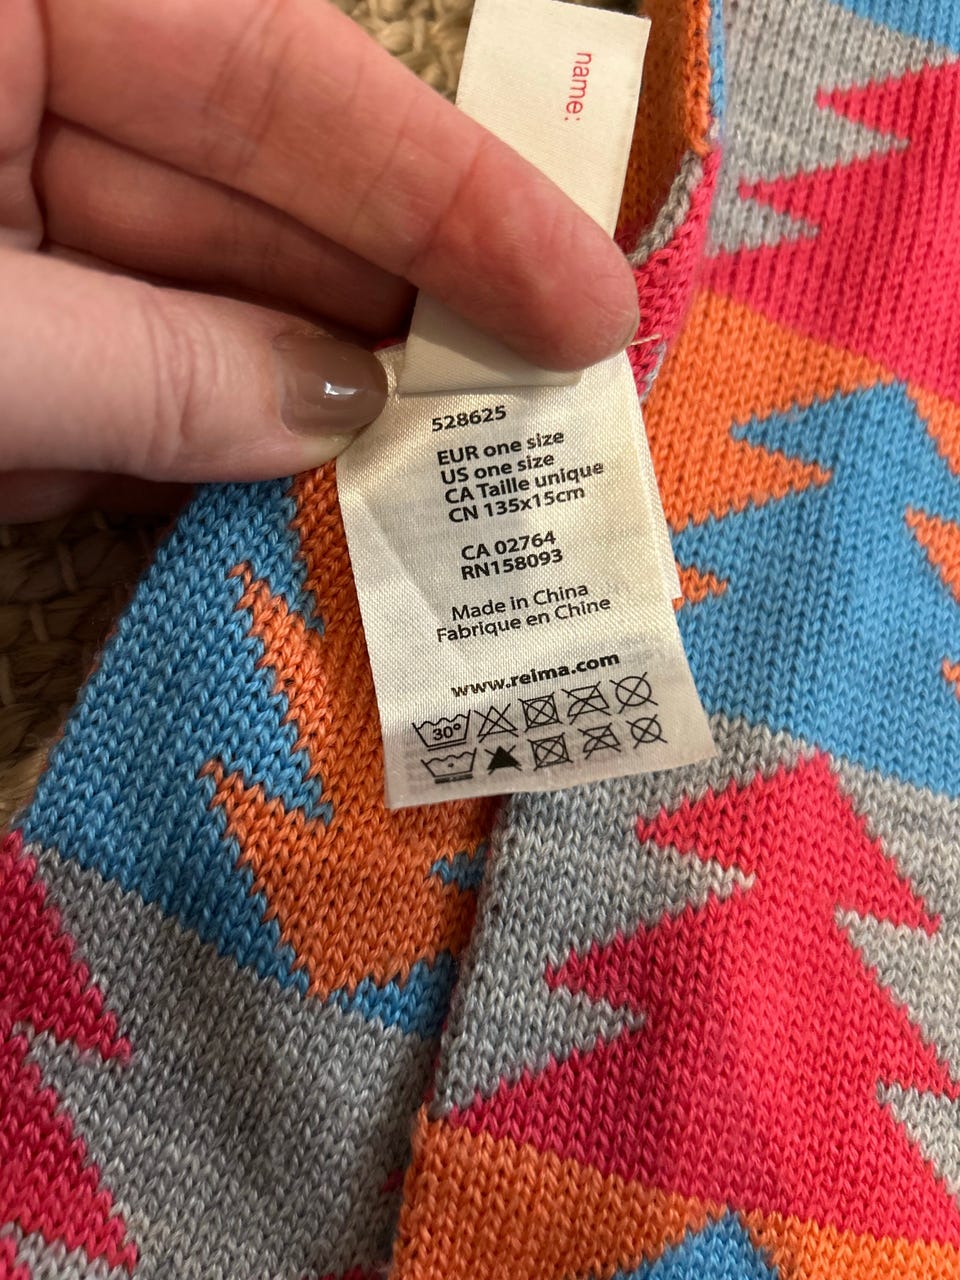 name:
528625
EUR one size
US one size
CA Taille unique
CN 135x15cm
CA 02764
RN158093
Made in China
Fabrique en Chine
www.reima.com
30°